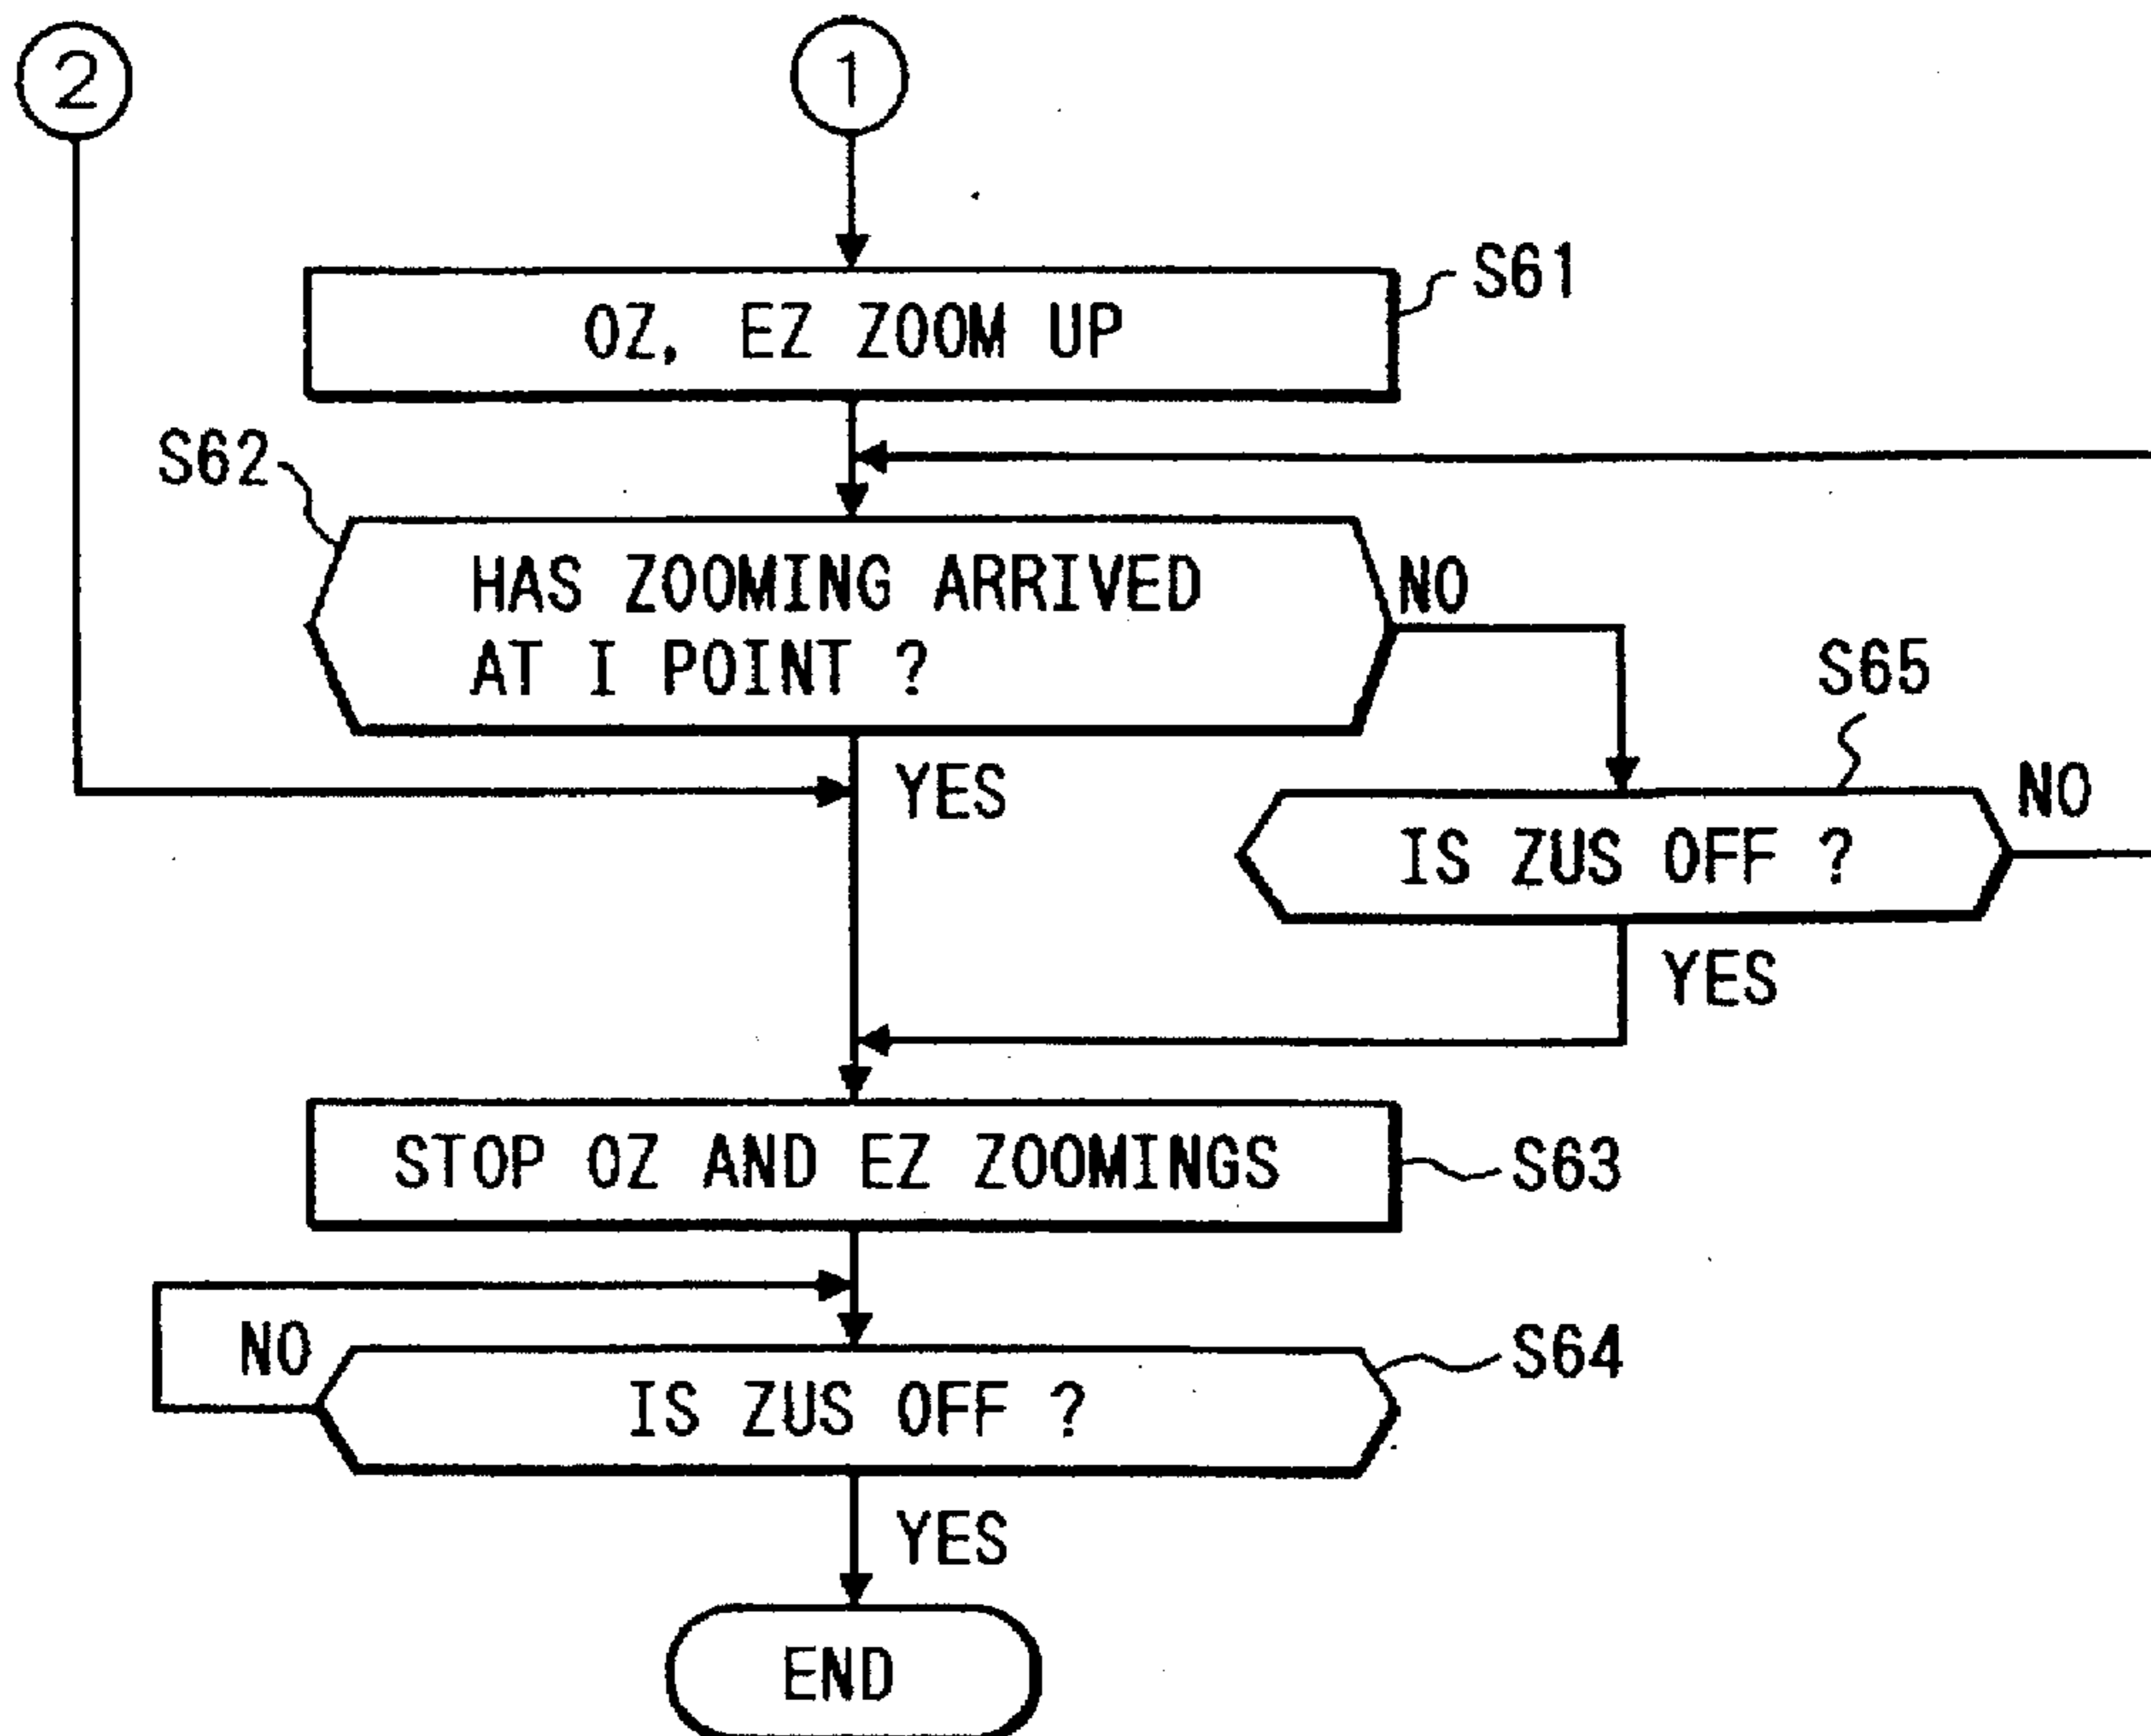 2
1
S61
OZ, EZ ZOOM UP
S62
HAS ZOOMING ARRIVED
AT I POINT ?
NO
S65
YES
NO
IS ZUS OFF ?
YES
STOP OZ AND EZ ZOOMINGS
S63
NO
S64
IS ZUS OFF ?
YES
END